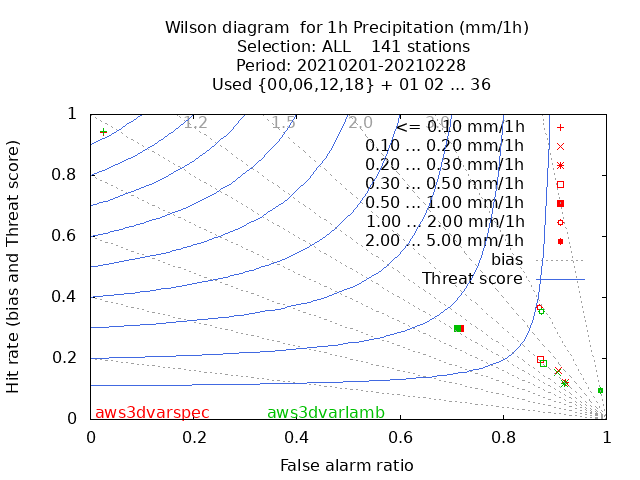 Wilson diagram  for 1h Precipitation (mm/1h)
Selection: ALL    141 stations
Period: 20210201-20210228
Used {00,06,12,18} + 01 02 ... 36
1.2
1.5
2.0
3.0
<= 0.10 mm/1h
0.10 ... 0.20 mm/1h
0.20 ... 0.30 mm/1h
0.30 ... 0.50 mm/1h
0.50 ... 1.00 mm/1h
1.00 ... 2.00 mm/1h
2.00 ... 5.00 mm/1h
bias
Threat score
Hit rate (bias and Threat score)
1
0.8
0.6
0.4
0.2
0
aws3dvarspec
aws3dvarlamb
0
0.2
0.4
0.6
0.8
1
False alarm ratio